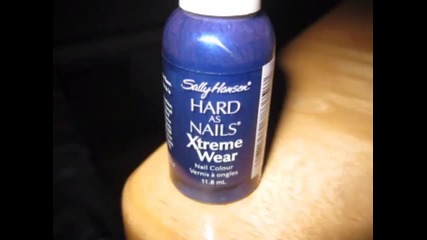 Sally Hansen®
HARD
AS
NAILS®
Xtreme
Wear
Nail Colour
Vernis à ongles
11.8 mL